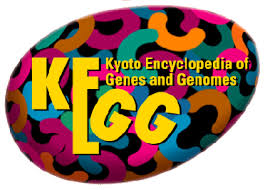 Kyoto Encyclopedia of
Genes and Genomes
KEGG